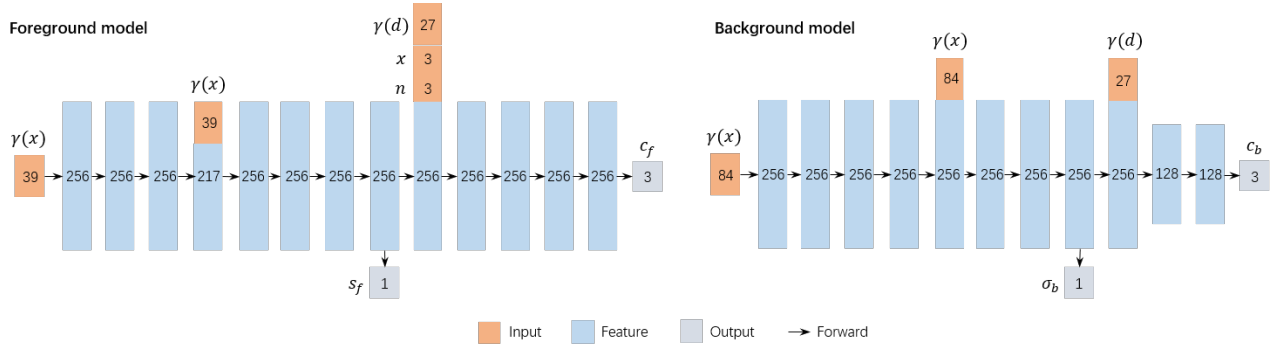 Foreground model
γ(x)
39
256
256
256
γ(x)
39
217
256
256
256
256
s_f
1
γ(d)
27
x
3
n
3
256
256
256
256
256
c_f
3
Background model
γ(x)
84
256
256
256
256
γ(x)
84
256
256
256
256
σ_b
1
γ(d)
27
256
128
128
c_b
3
Input
Feature
Output
Forward